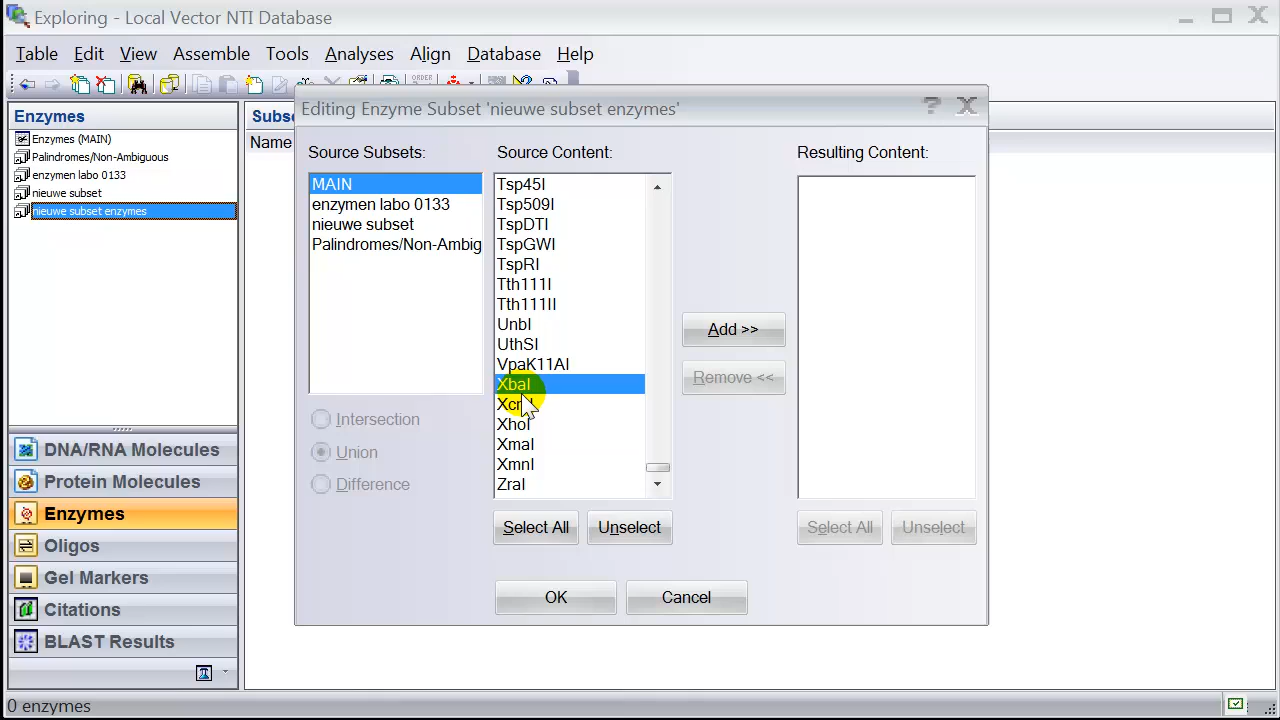 Exploring - Local Vector NTI Database
Table Edit View Assemble Tools Analyses Align Database Help
ORDER
Enzymes
Enzymes (MAIN)
Palindromes/Non-Ambiguous
enzymen labo 0133
nieuwe subset
nieuwe subset enzymes
Name
Editing Enzyme Subset 'nieuwe subset enzymes'
Source Subsets:
MAIN
enzymen labo 0133
nieuwe subset
Palindromes/Non-Ambig
Intersection
Union
Difference
Source Content:
Tsp45I
Tsp509I
TspDTI
TspGWI
TspRI
Tth111I
Tth111II
UnbI
UthSI
VpaK11AI
XbaI
XhoI
XmaI
XmnI
ZraI
Select All Unselect
Add >>
Remove <<
Resulting Content:
Select All Unselect
OK Cancel
DNA/RNA Molecules
Protein Molecules
Enzymes
Oligos
Gel Markers
Citations
BLAST Results
0 enzymes